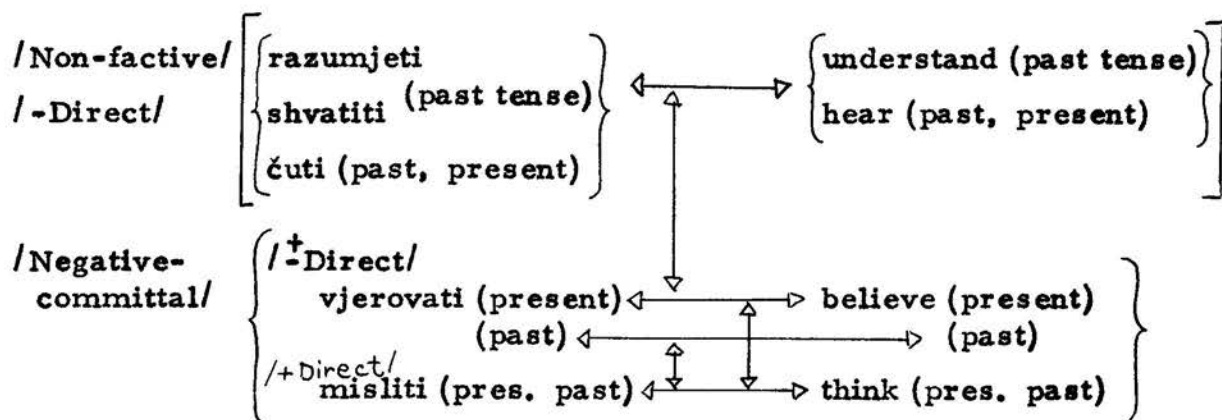 /Non-factive/ razumjeti understand (past tense)
/-Direct/ shvatiti (past tense) hear (past, present)
čuti (past, present)
/Negative- /±Direct/
committal/ vjerovati (present) believe (present)
(past) (past)
/+Direct/
misliti (pres. past) think (pres. past)